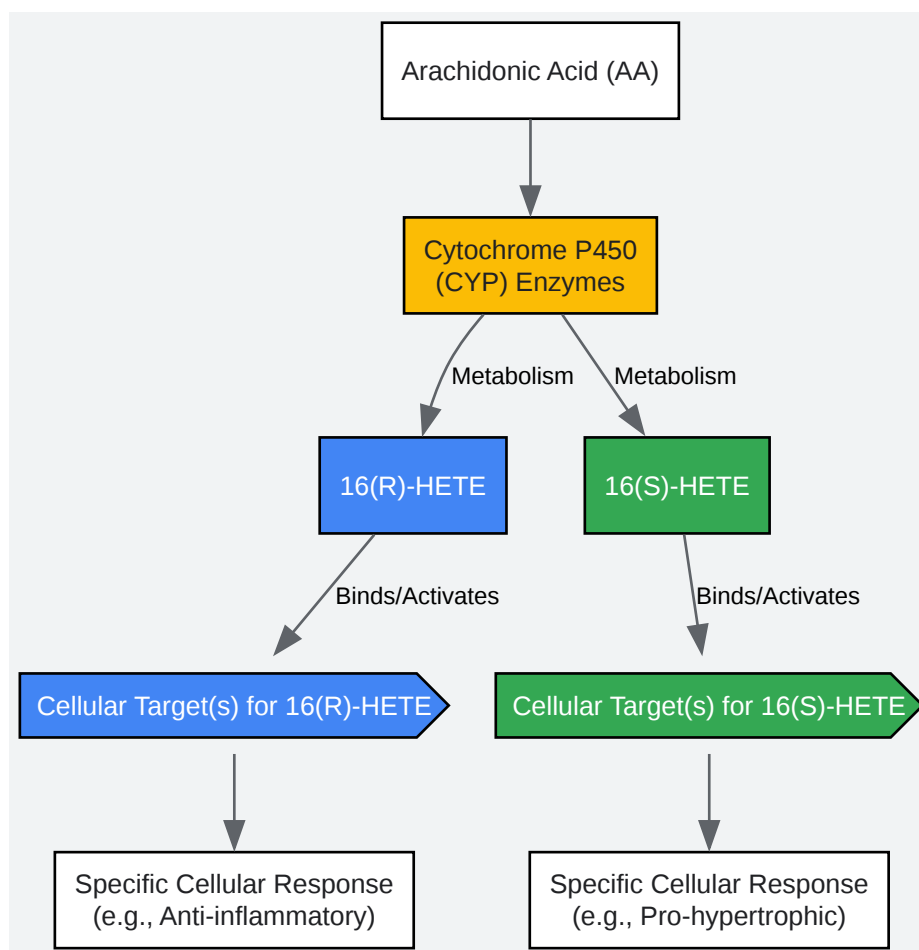 Arachidonic Acid (AA)
Cytochrome P450
(CYP) Enzymes
Metabolism
Metabolism
16(R)-HETE
16(S)-HETE
Binds/Activates
Binds/Activates
Cellular Target(s) for 16(R)-HETE
Cellular Target(s) for 16(S)-HETE
Specific Cellular Response
(e.g., Anti-inflammatory)
Specific Cellular Response
(e.g., Pro-hypertrophic)